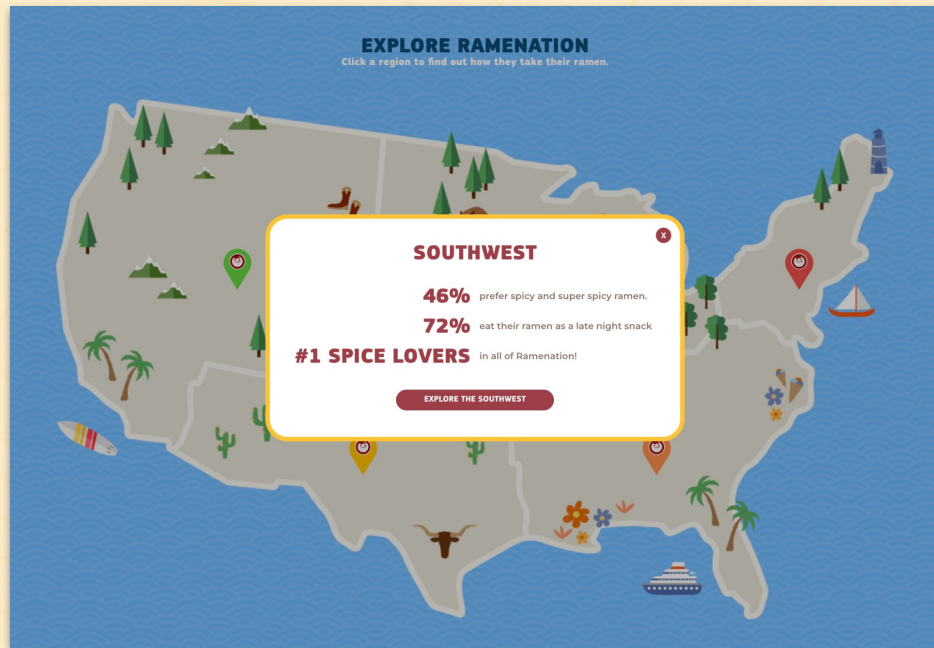 EXPLORE RAMENATION
Click a region to find out how they take their ramen.
X
SOUTHWEST
46% prefer spicy and super spicy ramen.
72% eat their ramen as a late night snack
#1 SPICE LOVERS in all of Ramenation!
EXPLORE THE SOUTHWEST